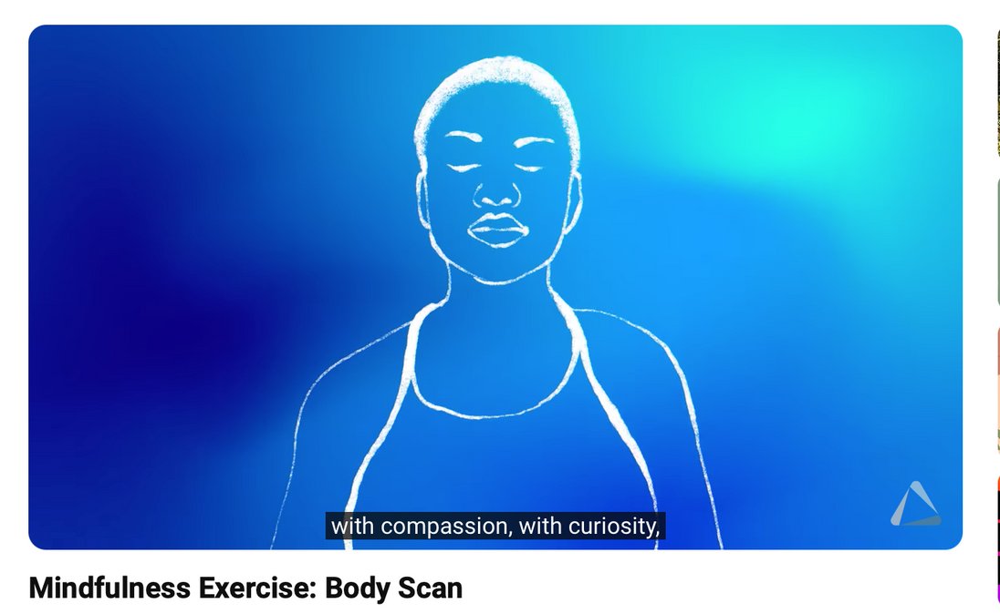 with compassion, with curiosity,
Mindfulness Exercise: Body Scan